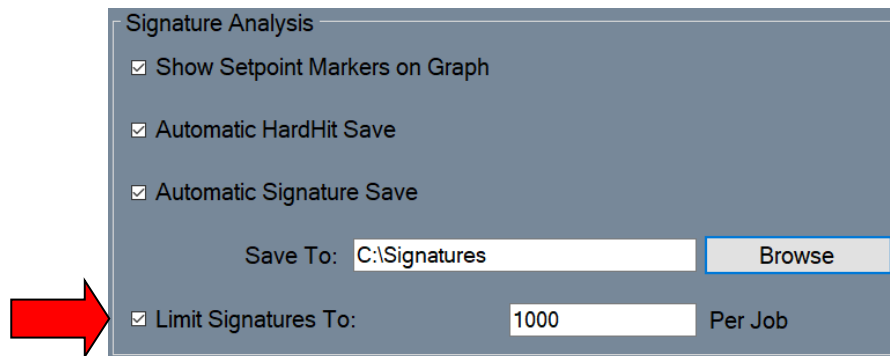 Signature Analysis
Show Setpoint Markers on Graph
Automatic HardHit Save
Automatic Signature Save
Save To: C:\Signatures Browse
Limit Signatures To: 1000 Per Job